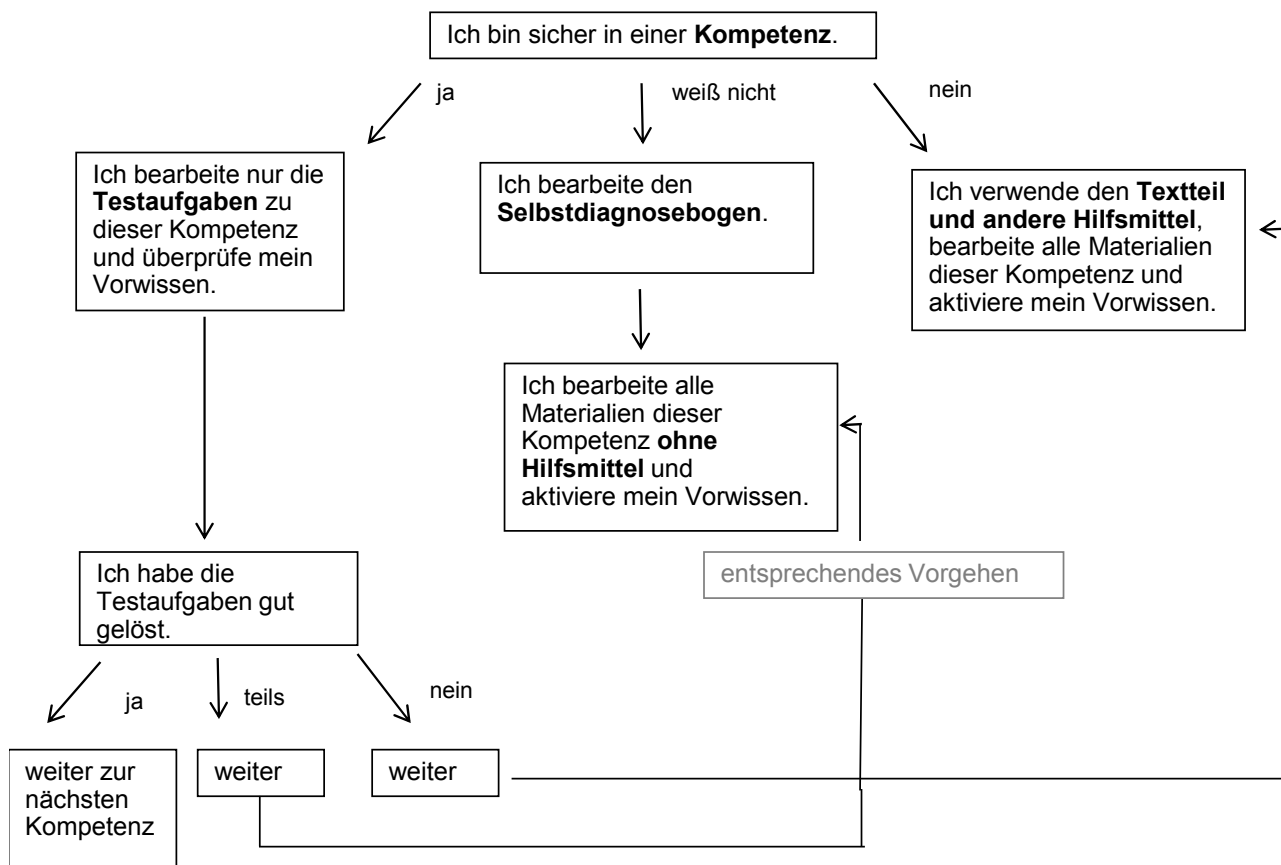 Ich bin sicher in einer Kompetenz.
ja
weiß nicht
nein
Ich bearbeite nur die
Testaufgaben zu
dieser Kompetenz
und überprüfe mein
Vorwissen.
Ich bearbeite den
Selbstdiagnosebogen.
Ich verwende den Textteil
und andere Hilfsmittel,
bearbeite alle Materialien
dieser Kompetenz und
aktiviere mein Vorwissen.
Ich bearbeite alle
Materialien dieser
Kompetenz ohne
Hilfsmittel und
aktiviere mein Vorwissen.
Ich habe die
Testaufgaben gut
gelöst.
entsprechendes Vorgehen
ja
teils
nein
weiter zur
nächsten
Kompetenz
weiter
weiter